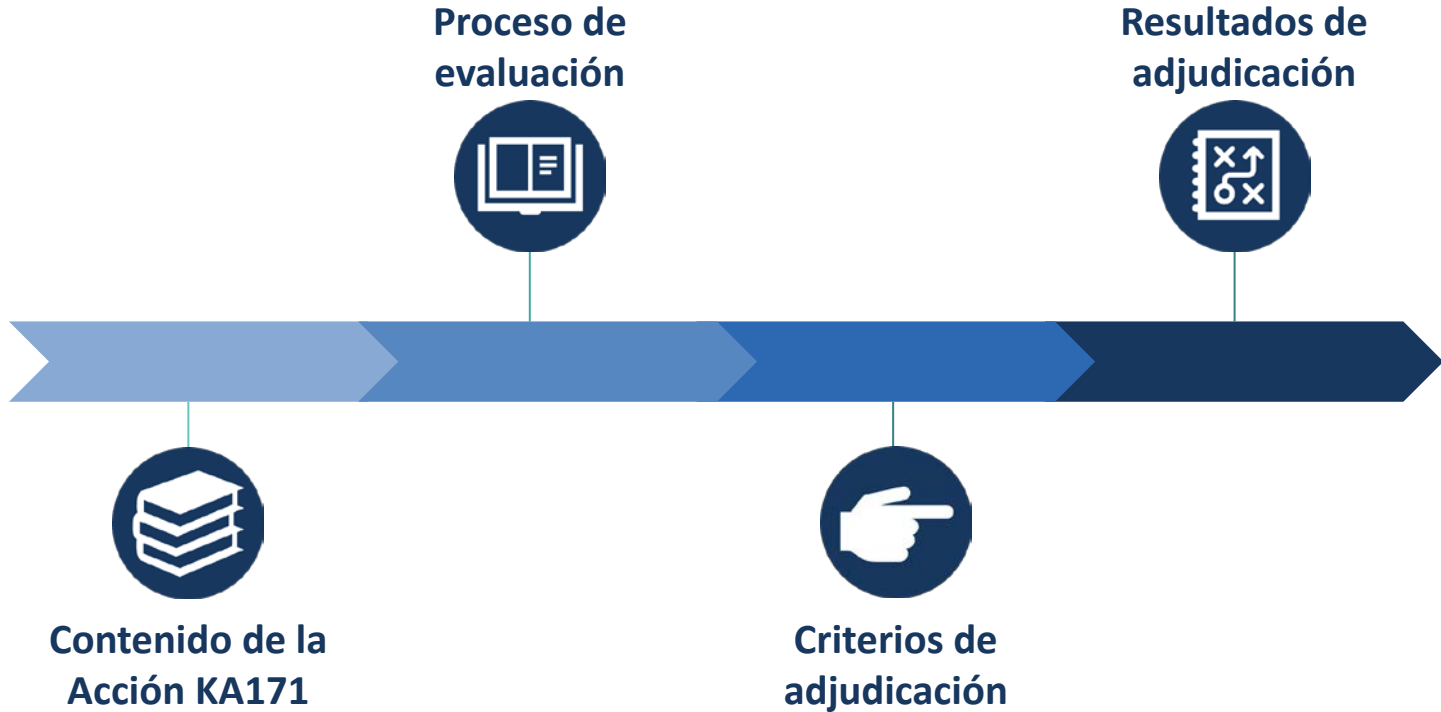 Proceso de
evaluación
Resultados de
adjudicación
Contenido de la
Acción KA171
Criterios de
adjudicación